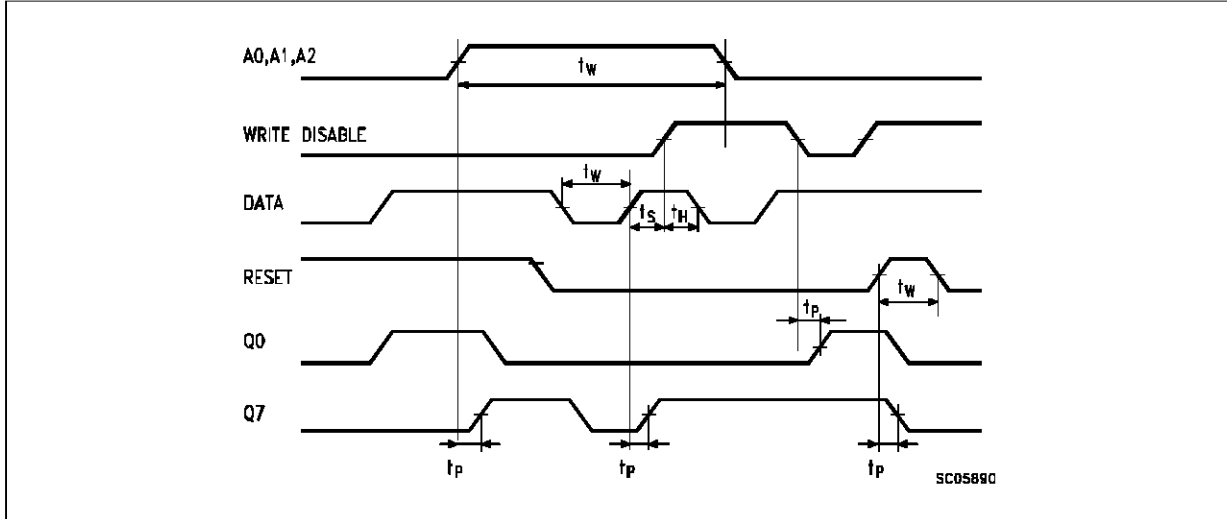 A0,A1,A2
tW
WRITE DISABLE
tW
DATA
tS
tH
RESET
tW
tP
Q0
Q7
tP
tP
tP
SC05890